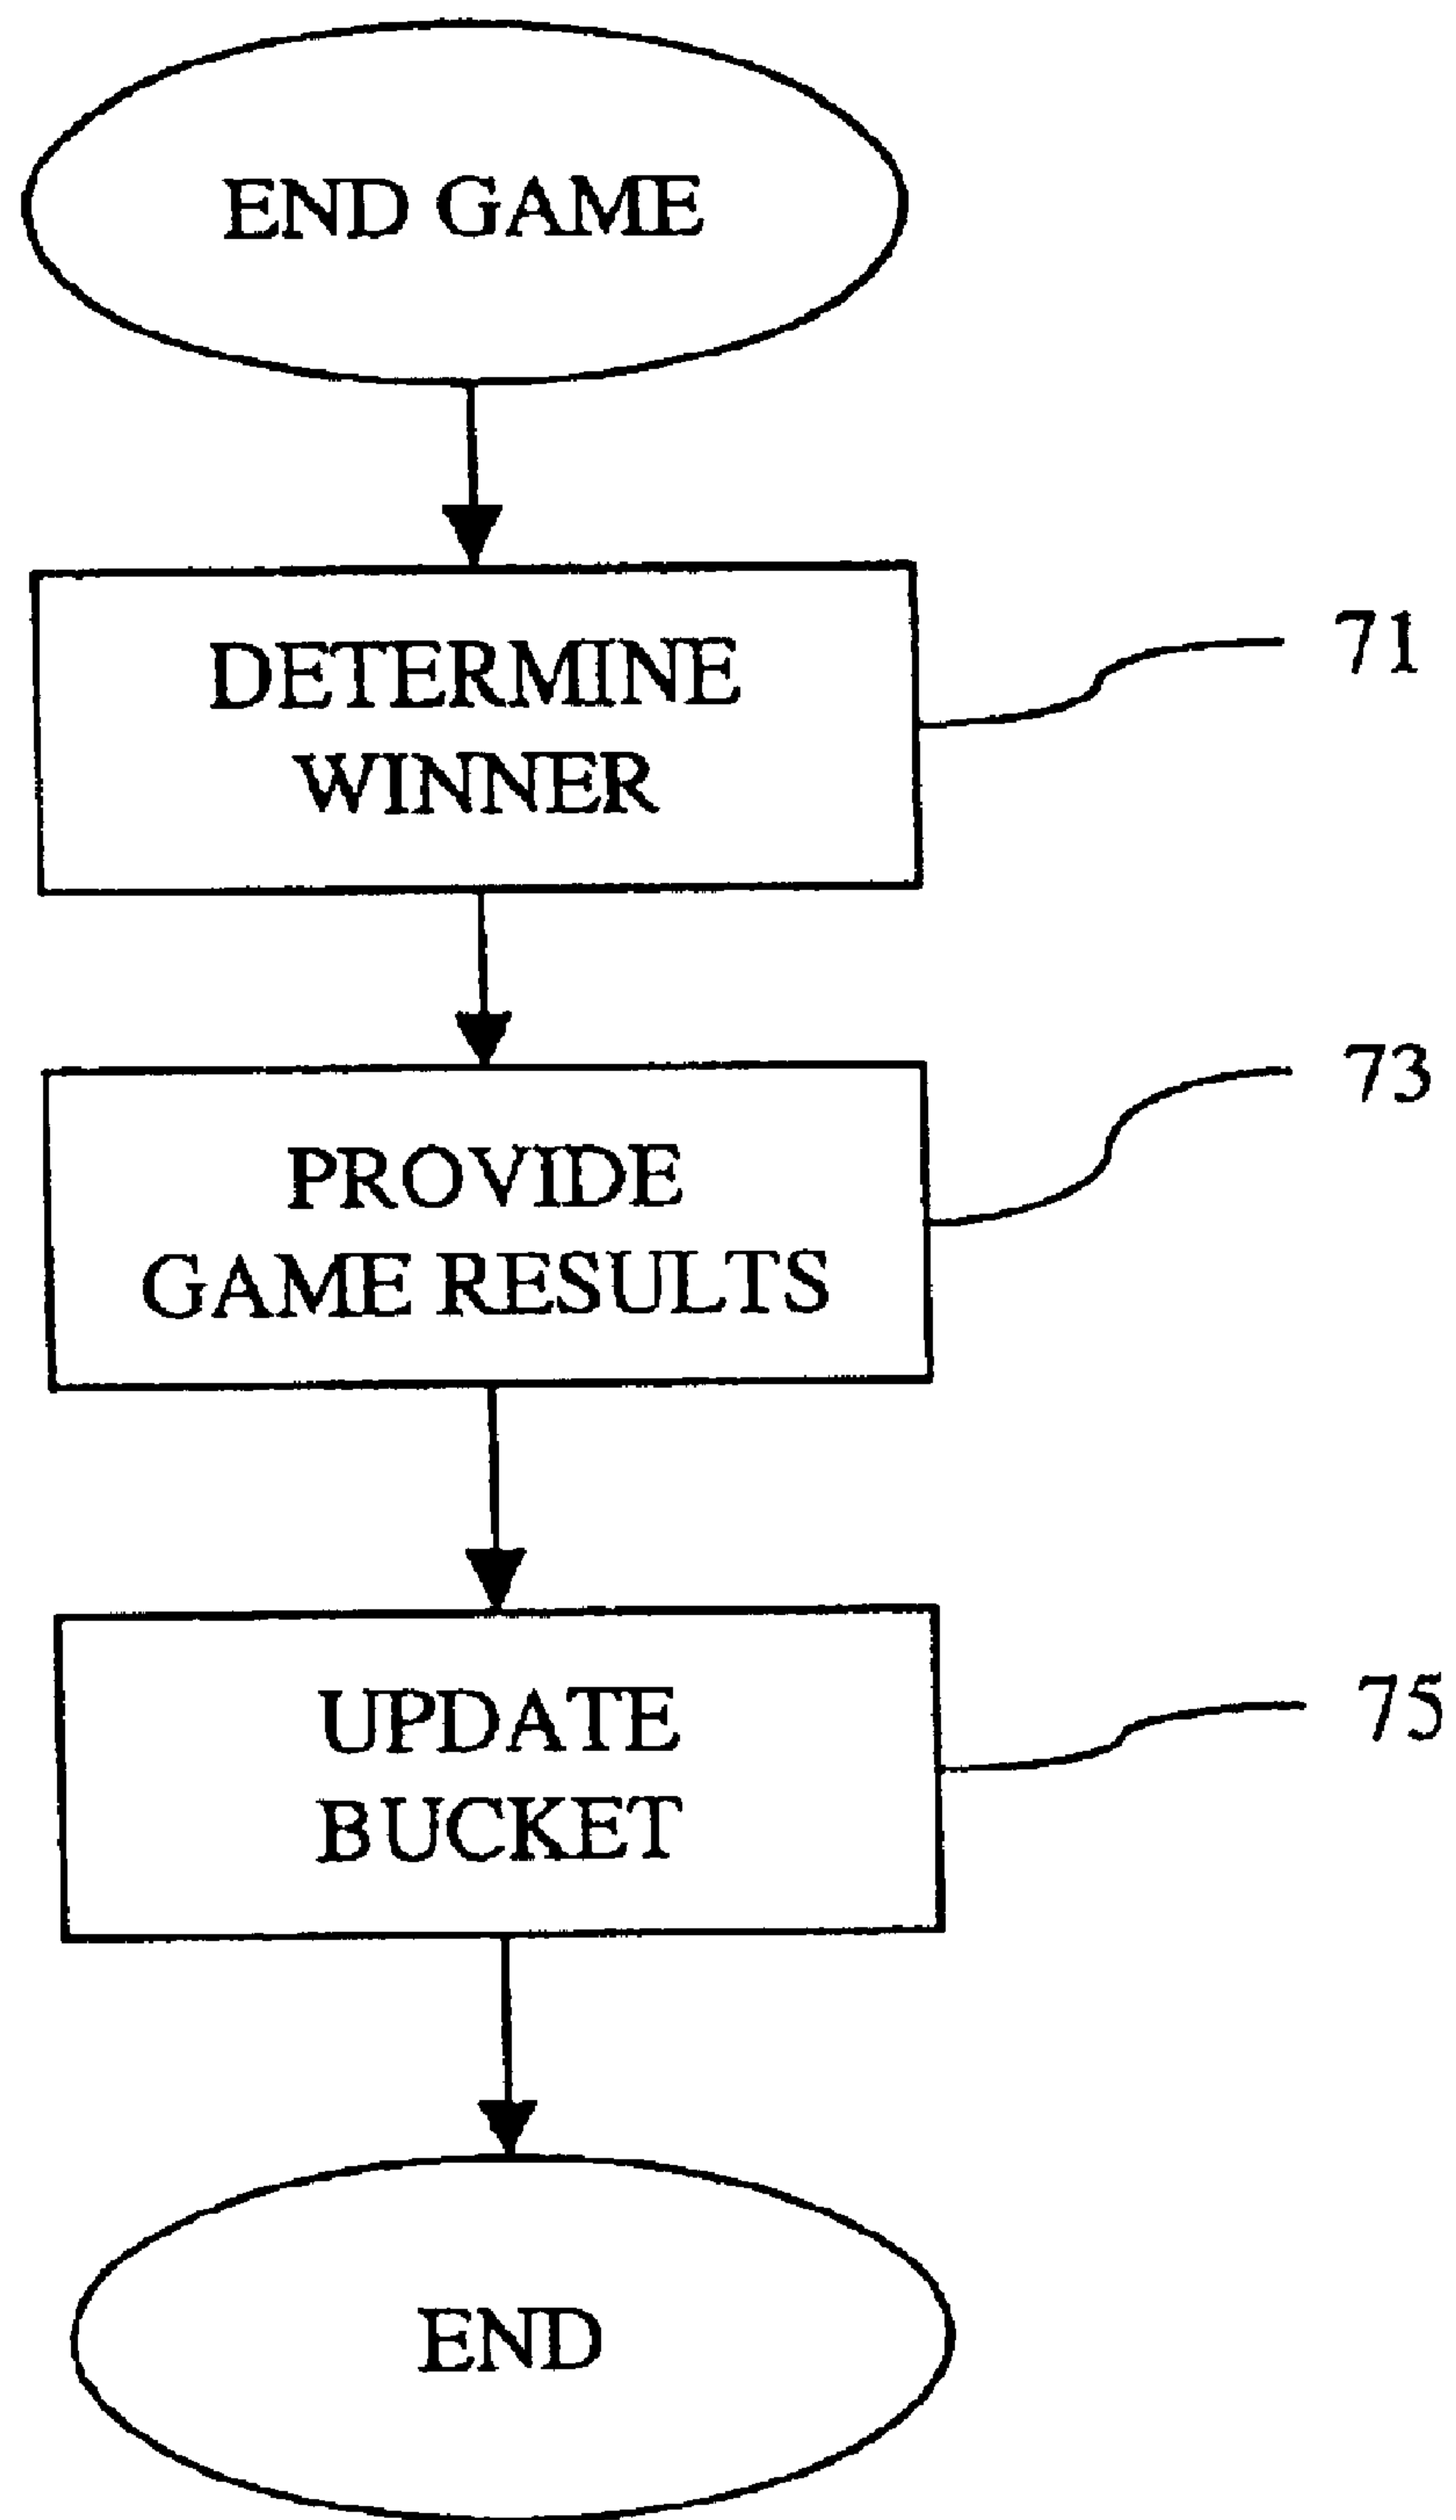 END GAME
DETERMINE
WINNER
71
PROVIDE
GAME RESULTS
73
UPDATE
BUCKET
75
END